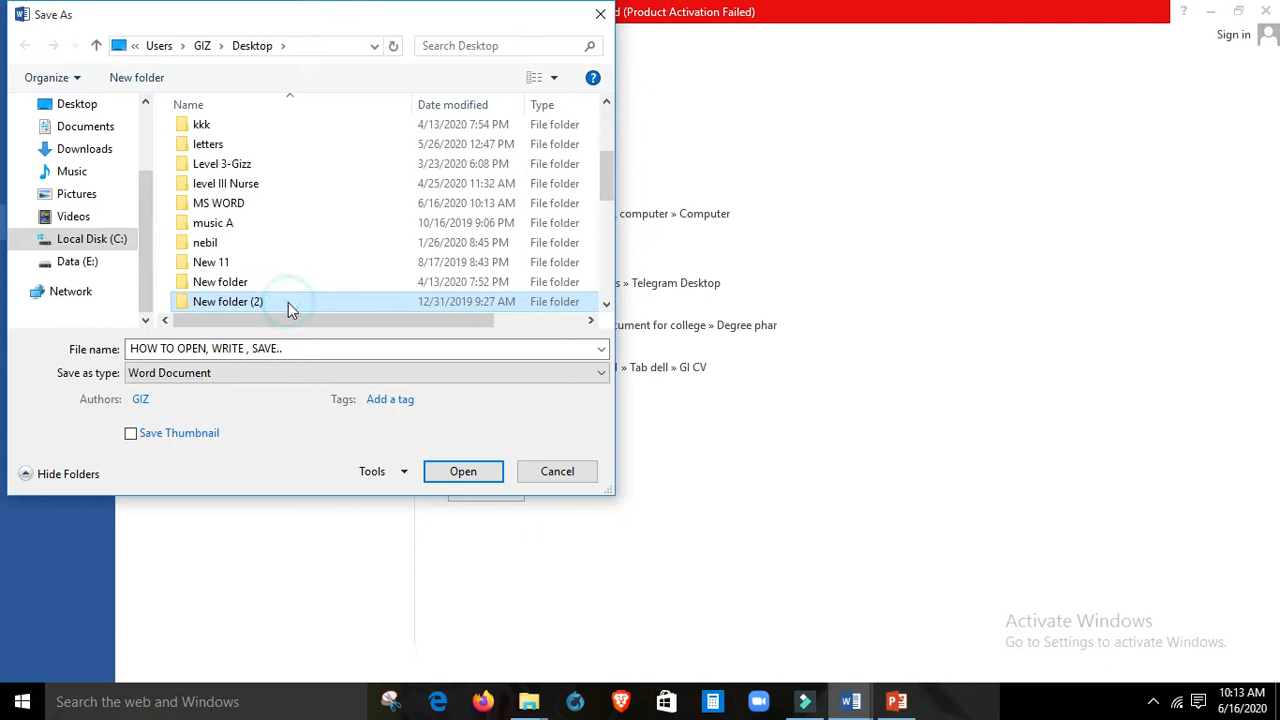 Save As
d (Product Activation Failed)
?
Sign in
Users > GIZ > Desktop >
Search Desktop
Organize
New folder
?
Desktop
Documents
Downloads
Music
Pictures
Videos
Local Disk (C:)
Data (E:)
Network
Name Date modified Type
kkk 4/13/2020 7:54 PM File folder
letters 5/26/2020 12:47 PM File folder
Level 3-Gizz 3/23/2020 6:08 PM File folder
level III Nurse 4/25/2020 11:32 AM File folder
MS WORD 6/16/2020 10:13 AM File folder
music A 10/16/2019 9:06 PM File folder
nebil 1/26/2020 8:45 PM File folder
New 11 8/19/2017 8:43 PM File folder
New folder 4/13/2020 7:52 PM File folder
New folder (2) 12/31/2019 9:27 AM File folder
File name: HOW TO OPEN, WRITE , SAVE..
Save as type: Word Document
Authors: GIZ Tags: Add a tag
Save Thumbnail
Hide Folders
Tools
Open
Cancel
computer » Computer
s » Telegram Desktop
cument for college » Degree phar
l » Tab dell » GI CV
Activate Windows
Go to Settings to activate Windows.
Search the web and Windows
10:13 AM
6/16/2020